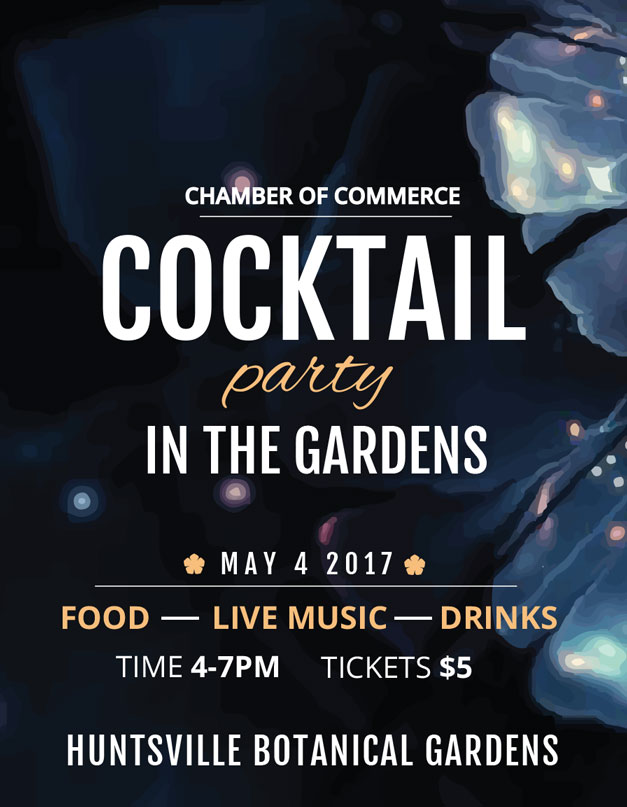 CHAMBER OF COMMERCE
COCKTAIL
party
IN THE GARDENS
MAY 4 2017
FOOD — LIVE MUSIC — DRINKS
TIME 4-7PM TICKETS $5
HUNTSVILLE BOTANICAL GARDENS